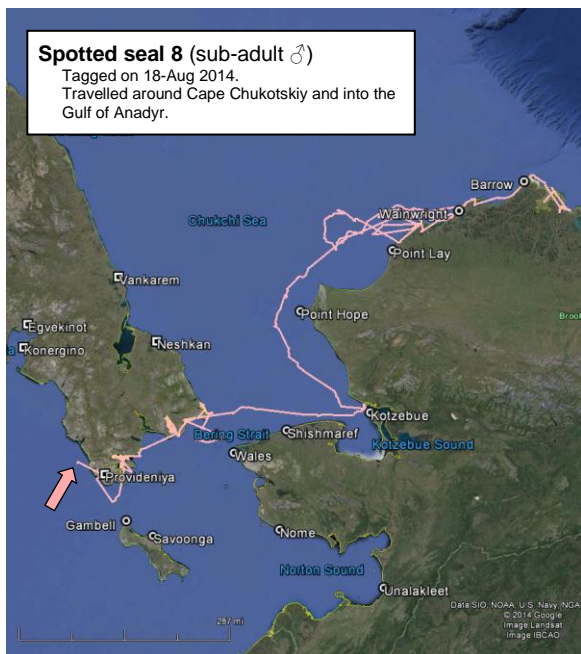 Spotted seal 8 (sub-adult ♂)
Tagged on 18-Aug 2014.
Travelled around Cape Chukotskiy and into the
Gulf of Anadyr.
Barrow
Wainwright
Chukchi Sea
Point Lay
Vankarem
Point Hope
Brook
Egvekinot
Konergino
Neshkan
Kotzebue
Bering Strait
Shishmaref
Kotzebue Sound
Wales
Provideniya
Gambell
Savoonga
Nome
Norton Sound
Unalakleet
287 mi
Data SIO, NOAA, U.S. Navy, NGA
© 2014 Google
Image Landsat
Image IBCAO